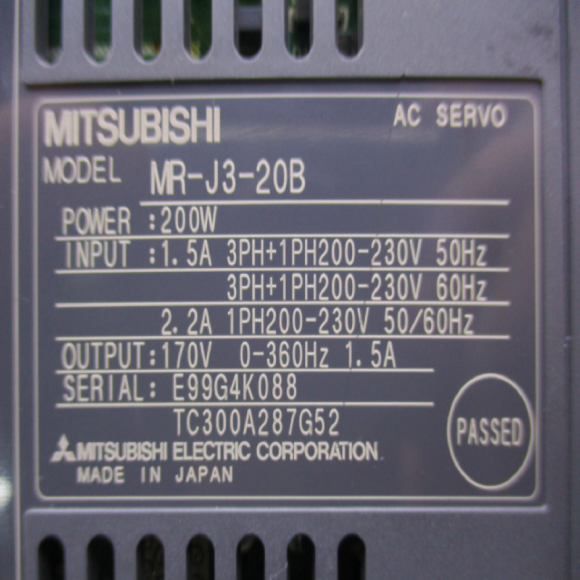 MITSUBISHI AC SERVO
MODEL MR-J3-20B
POWER :200W
INPUT :1.5A 3PH+1PH200-230V 50Hz
3PH+1PH200-230V 60Hz
2.2A 1PH200-230V 50/60Hz
OUTPUT:170V 0-360Hz 1.5A
SERIAL: E99G4K088
TC300A287G52
PASSED
MITSUBISHI ELECTRIC CORPORATION
MADE IN JAPAN